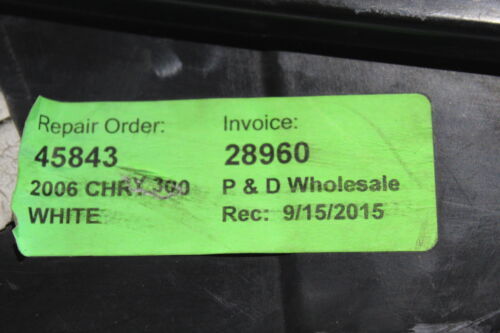 Repair Order: Invoice:
45843 28960
2006 CHRY 300 P & D Wholesale
WHITE Rec: 9/15/2015